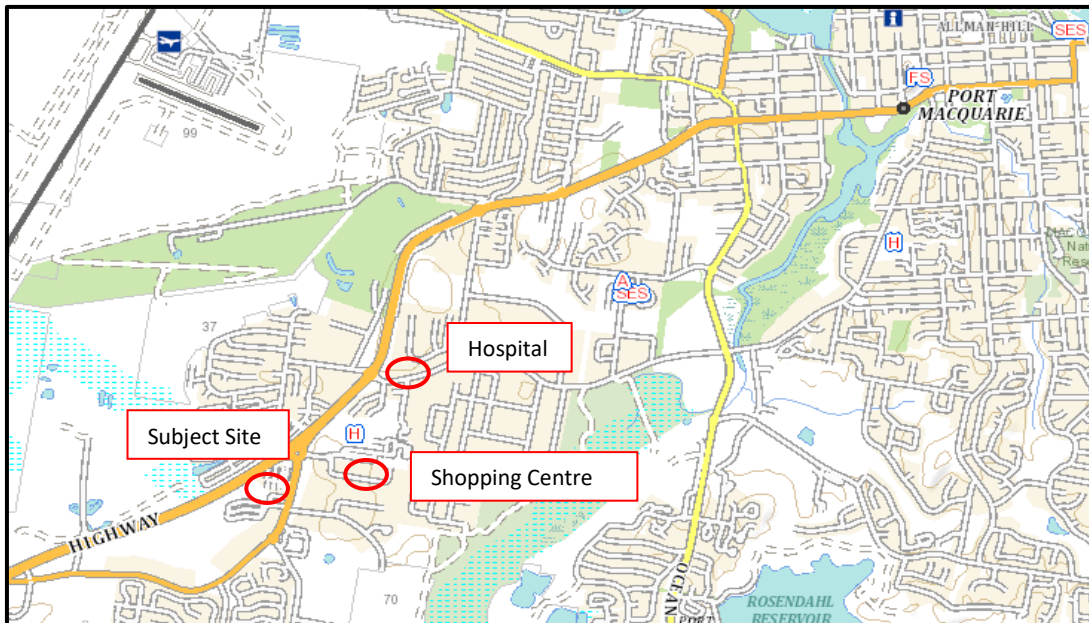 i
ALLMAN HILL
SES
FS
PORT
MACQUARIE
99
H
A
SES
37
Hospital
Subject Site
H
Shopping Centre
HIGHWAY
OCEAN
70
ROSENDAHL
RESERVOIR
PORT